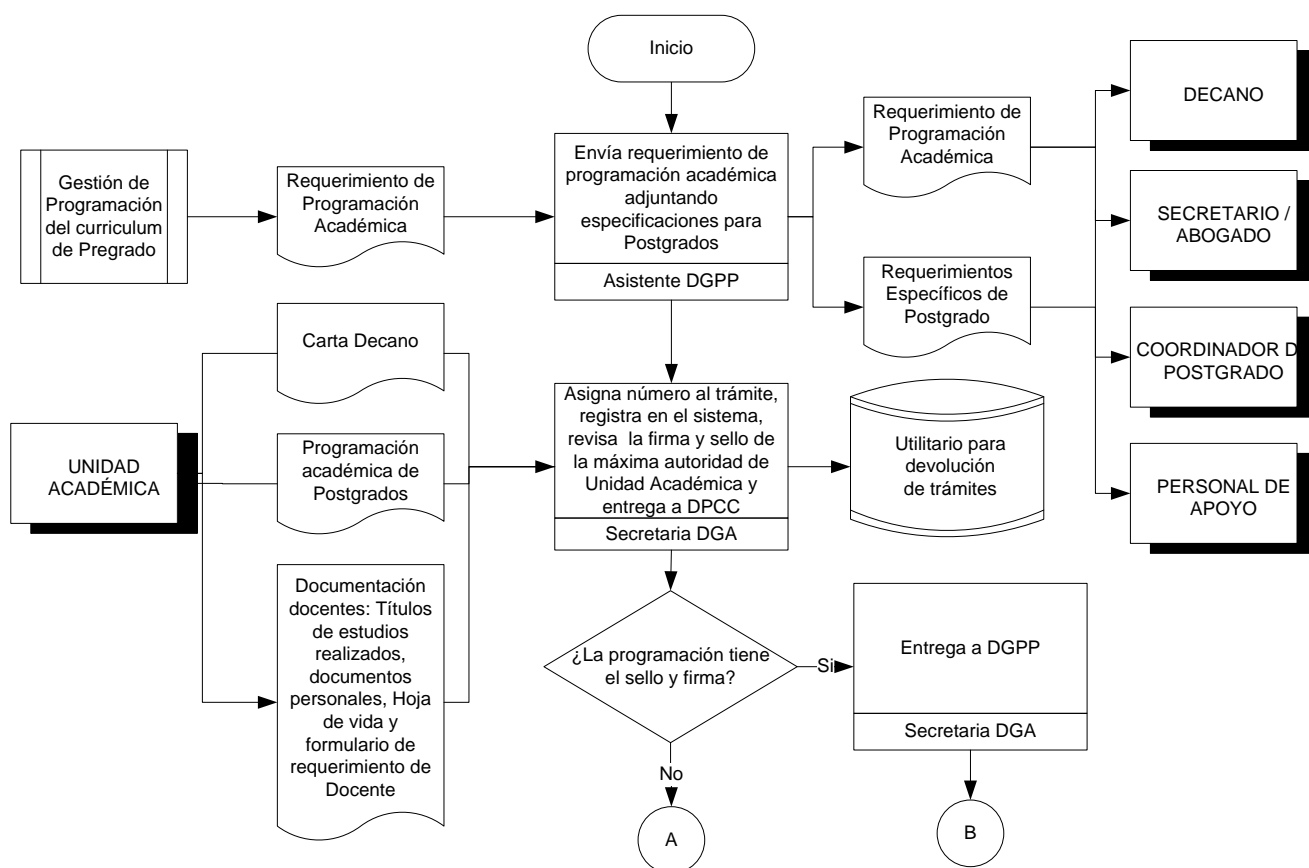 Inicio
DECANO
Requerimiento de
Programación
Académica
Envía requerimiento de
programación académica
adjuntando
especificaciones para
Postgrados
Asistente DGPP
Gestión de
Programación
del curriculum
de Pregrado
Requerimiento de
Programación
Académica
SECRETARIO /
ABOGADO
Requerimientos
Específicos de
Postgrado
COORDINADOR D
POSTGRADO
Carta Decano
Asigna número al trámite,
registra en el sistema,
revisa la firma y sello de
la máxima autoridad de
Unidad Académica y
entrega a DPCC
Secretaria DGA
Utilitario para
devolución
de trámites
UNIDAD
ACADÉMICA
Programación
académica de
Postgrados
PERSONAL DE
APOYO
Documentación
docentes: Títulos
de estudios
realizados,
documentos
personales, Hoja
de vida y
formulario de
requerimiento de
Docente
¿La programación tiene
el sello y firma?
Si
Entrega a DGPP
Secretaria DGA
No
A
B